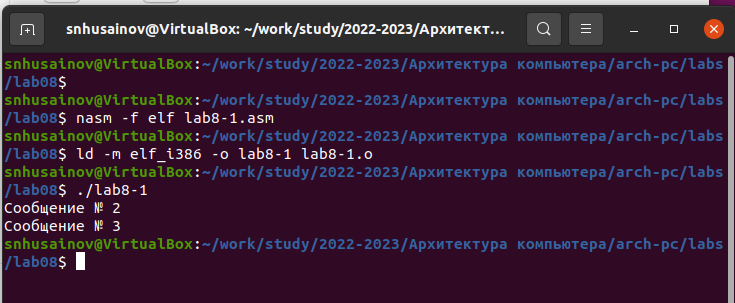 snhusainov@VirtualBox: ~/work/study/2022-2023/Архитект...
snhusainov@VirtualBox:~/work/study/2022-2023/Архитектура компьютера/arch-pc/labs
/lab08$
snhusainov@VirtualBox:~/work/study/2022-2023/Архитектура компьютера/arch-pc/labs
/lab08$ nasm -f elf lab8-1.asm
snhusainov@VirtualBox:~/work/study/2022-2023/Архитектура компьютера/arch-pc/labs
/lab08$ ld -m elf_i386 -o lab8-1 lab8-1.o
snhusainov@VirtualBox:~/work/study/2022-2023/Архитектура компьютера/arch-pc/labs
/lab08$ ./lab8-1
Сообщение № 2
Сообщение № 3
snhusainov@VirtualBox:~/work/study/2022-2023/Архитектура компьютера/arch-pc/labs
/lab08$